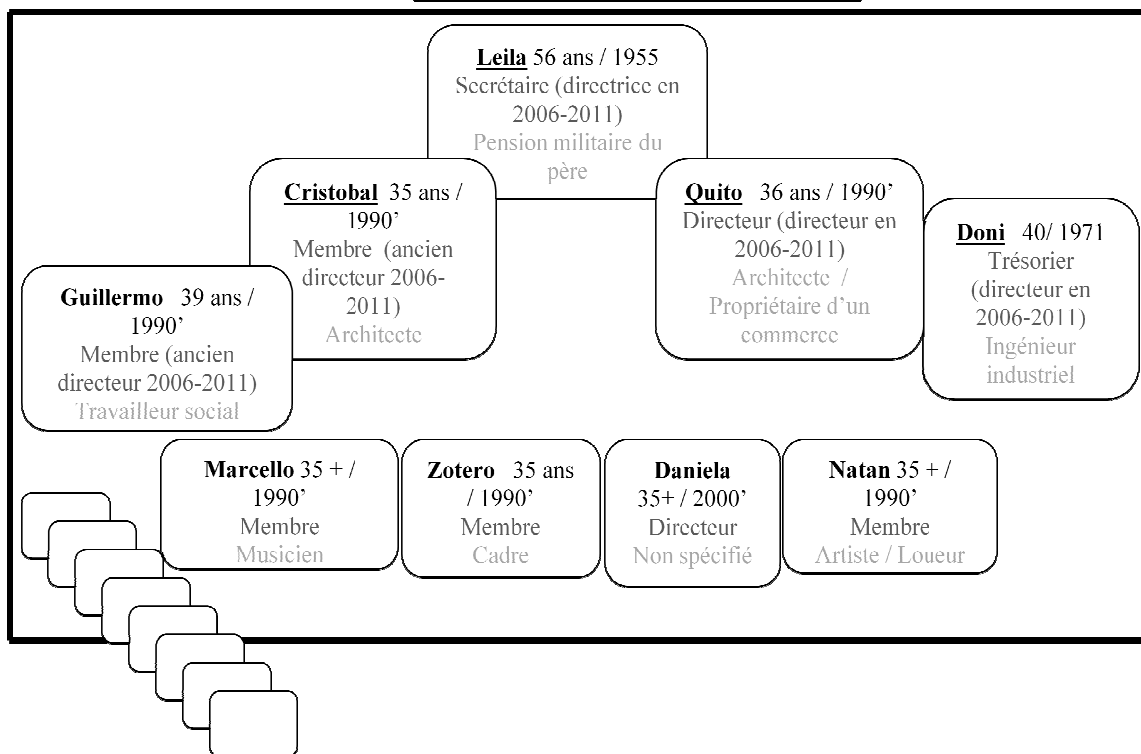 Leila 56 ans / 1955
Secrétaire (directrice en
2006-2011)
Pension militaire du
père
Cristobal 35 ans /
1990’
Membre (ancien
directeur 2006-
2011)
Architecte
Quito 36 ans / 1990’
Directeur (directeur en
2006-2011)
Architecte /
Propriétaire d’un
commerce
Doni 40/ 1971
Trésorier
(directeur en
2006-2011)
Ingénieur
industriel
Guillermo 39 ans /
1990’
Membre (ancien
directeur 2006-2011)
Travailleur social
Marcello 35 + /
1990’
Membre
Musicien
Zotero 35 ans
/ 1990’
Membre
Cadre
Daniela
35+ / 2000’
Directeur
Non spécifié
Natan 35 + /
1990’
Membre
Artiste / Loueur